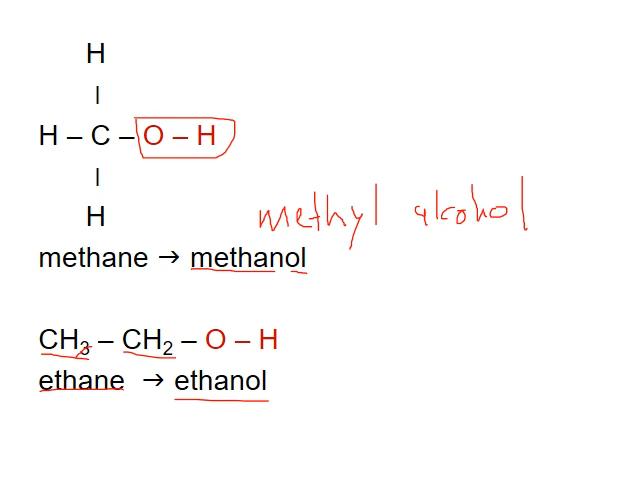 H
|
H – C – O – H
|
H
methyl alcohol
methane → methanol
CH₃ – CH₂ – O – H
ethane → ethanol